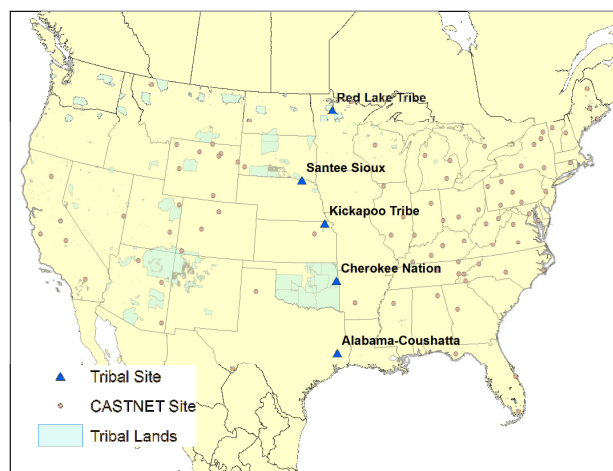 Red Lake Tribe
Santee Sioux
Kickapoo Tribe
Cherokee Nation
Alabama-Coushatta
Tribal Site
CASTNET Site
Tribal Lands